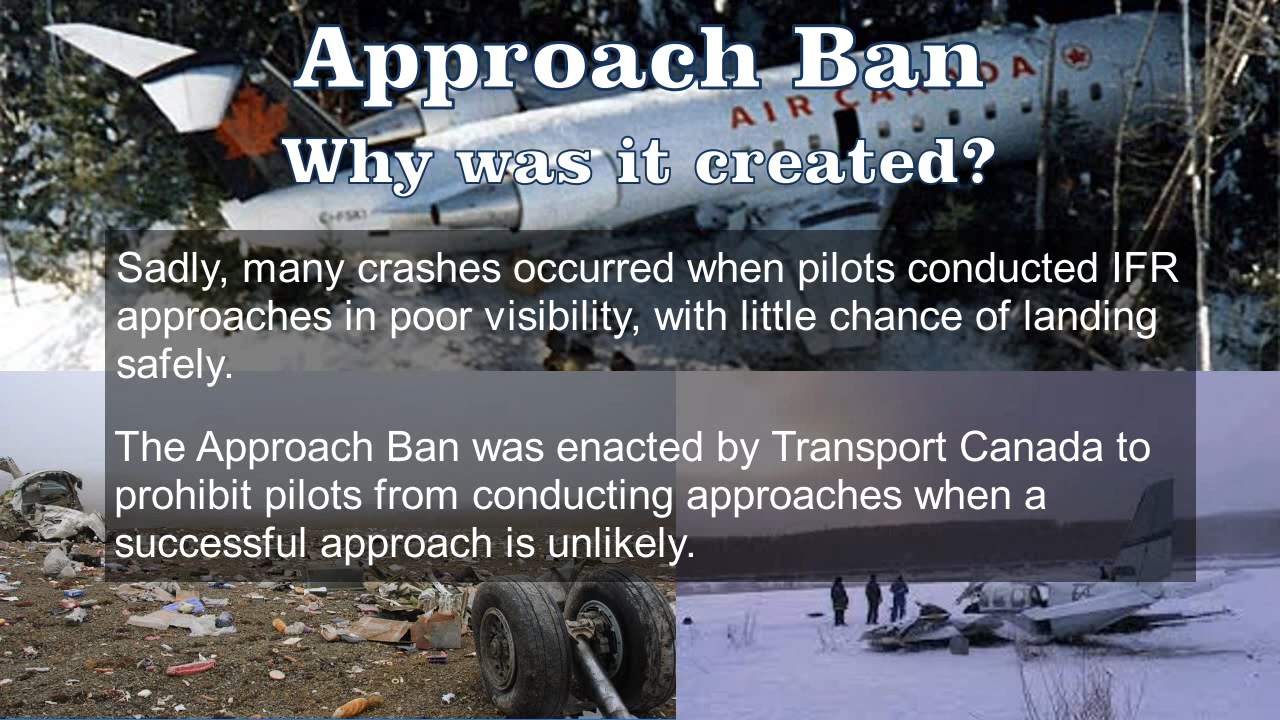 Approach Ban
AIR CANADA
Why was it created?
C-FSKI
Sadly, many crashes occurred when pilots conducted IFR
approaches in poor visibility, with little chance of landing
safely.
The Approach Ban was enacted by Transport Canada to
prohibit pilots from conducting approaches when a
successful approach is unlikely.